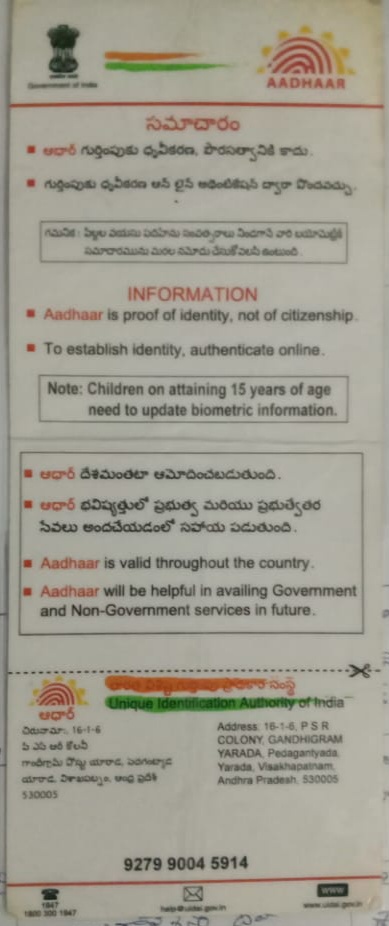 Government of India
AADHAAR
సమాచారం
■ ఆధార్ గుర్తింపుకు ధృవీకరణ, పౌరసత్వానికి కాదు.
■ గుర్తింపుకు ధృవీకరణ ఆన్ లైన్ అథెంటికేషన్ ద్వారా పొందవచ్చు.
గమనిక : పిల్లల వయసు పదిహేను సంవత్సరాలు నిండగానే వారి బయోమెట్రిక్
సమాచారమును మరల నమోదు చేసుకోవలసి ఉంటుంది.
INFORMATION
■ Aadhaar is proof of identity, not of citizenship.
■ To establish identity, authenticate online.
Note: Children on attaining 15 years of age
need to update biometric information.
■ ఆధార్ దేశమంతటా ఆమోదించబడుతుంది.
■ ఆధార్ భవిష్యత్తులో ప్రభుత్వ మరియు ప్రభుత్వేతర
సేవలు అందచేయడంలో సహాయ పడుతుంది.
■ Aadhaar is valid throughout the country.
■ Aadhaar will be helpful in availing Government
and Non-Government services in future.
భారత విశిష్ట గుర్తింపు ప్రాధికార సంస్థ
Unique Identification Authority of India
ఆధార్
చిరునామా: 16-1-6
పి ఎస్ ఆర్ కోలనీ
గాంధీగ్రామ్ పోస్టు యారాడ, పెదగంట్యాడ
యారాడ, విశాఖపట్నం, ఆంధ్ర ప్రదేశ్
530005
Address: 16-1-6, P S R
COLONY, GANDHIGRAM
YARADA, Pedagantyada,
Yarada, Visakhapatnam,
Andhra Pradesh, 530005
9279 9004 5914
1947
1800 300 1947
help@uidai.gov.in
www
www.uidai.gov.in